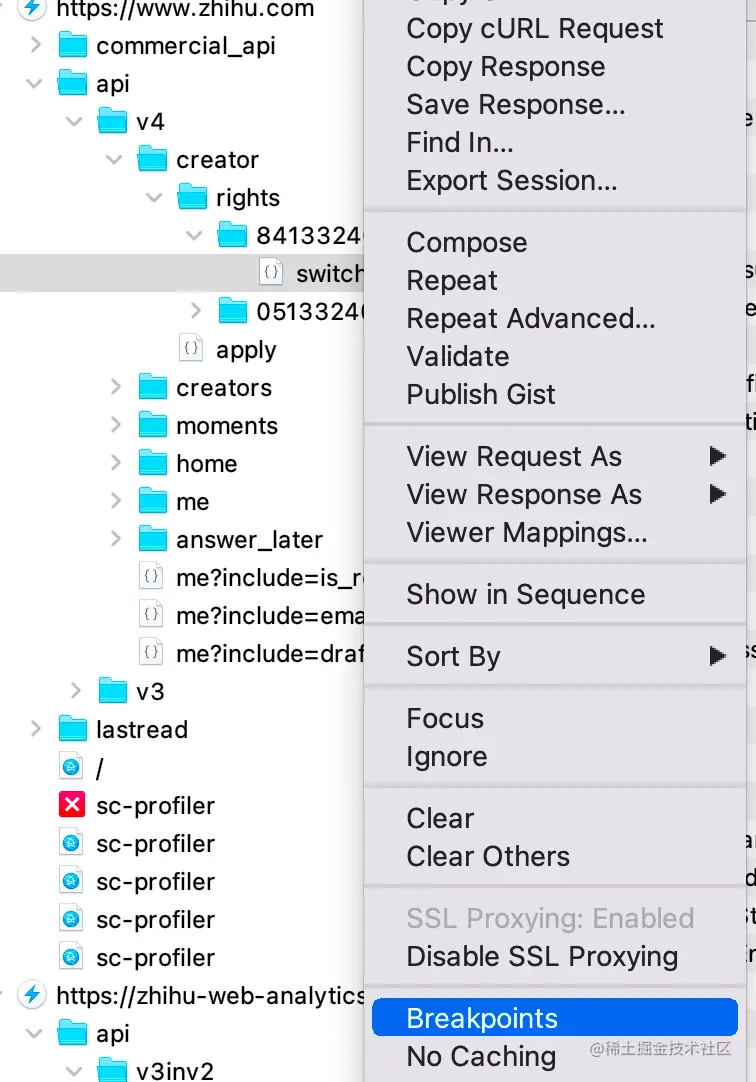 https://www.zhihu.com
commercial_api
api
v4
creator
rights
8413324
switch
0513324
apply
creators
moments
home
me
answer_later
me?include=is_r
me?include=ema
me?include=draf
v3
lastread
/
sc-profiler
sc-profiler
sc-profiler
sc-profiler
sc-profiler
https://zhihu-web-analytics
api
v3inv2
Copy cURL Request
Copy Response
Save Response...
Find In...
Export Session...
Compose
Repeat
Repeat Advanced...
Validate
Publish Gist
View Request As
View Response As
Viewer Mappings...
Show in Sequence
Sort By
Focus
Ignore
Clear
Clear Others
SSL Proxying: Enabled
Disable SSL Proxying
Breakpoints
No Caching
@稀土掘金技术社区